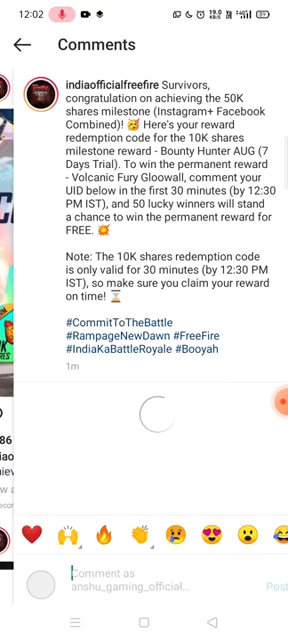 12:02
19.0
KB/S
89
Comments
indiaofficialfreefire Survivors,
congratulation on achieving the 50K
shares milestone (Instagram+ Facebook
Combined)! 🥳 Here's your reward
redemption code for the 10K shares
milestone reward - Bounty Hunter AUG (7
Days Trial). To win the permanent reward
- Volcanic Fury Gloowall, comment your
UID below in the first 30 minutes (by 12:30
PM IST), and 50 lucky winners will stand
a chance to win the permanent reward for
FREE. 💥
Note: The 10K shares redemption code
is only valid for 30 minutes (by 12:30 PM
IST), so make sure you claim your reward
on time! ⏳
#CommitToTheBattle
#RampageNewDawn #FreeFire
#IndiaKaBattleRoyale #Booyah
1m
86
❤️ 🙌 🔥 👏 😢 😍 😮 😂
Comment as
anshu_gaming_official...
Post